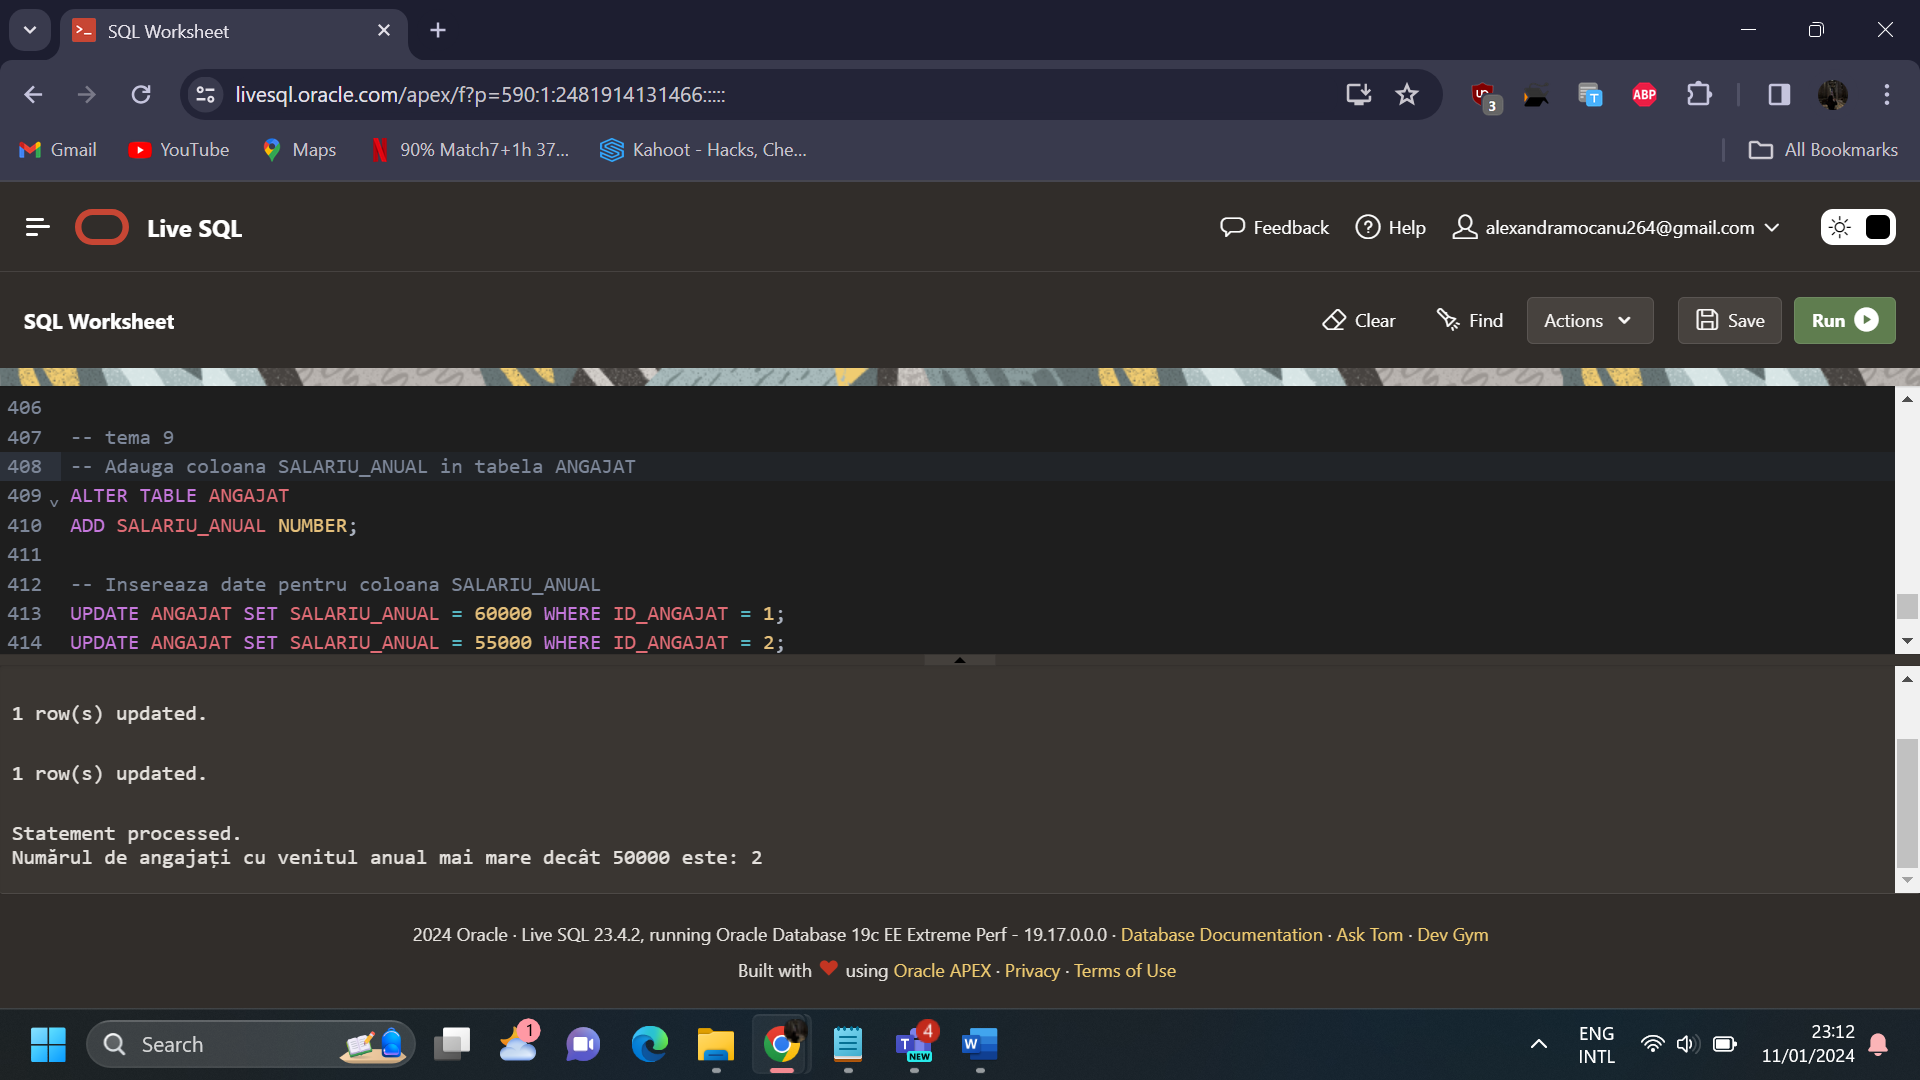 SQL Worksheet
livesql.oracle.com/apex/f?p=590:1:2481914131466:::::
3
ABP
Gmail
YouTube
Maps
90% Match7+1h 37...
Kahoot - Hacks, Che...
All Bookmarks
Live SQL
Feedback
Help
alexandramocanu264@gmail.com
SQL Worksheet
Clear
Find
Actions
Save
Run
406
407 -- tema 9
408 -- Adauga coloana SALARIU_ANUAL in tabela ANGAJAT
409 ALTER TABLE ANGAJAT
410 ADD SALARIU_ANUAL NUMBER;
411
412 -- Insereaza date pentru coloana SALARIU_ANUAL
413 UPDATE ANGAJAT SET SALARIU_ANUAL = 60000 WHERE ID_ANGAJAT = 1;
414 UPDATE ANGAJAT SET SALARIU_ANUAL = 55000 WHERE ID_ANGAJAT = 2;
1 row(s) updated.
1 row(s) updated.
Statement processed.
Numărul de angajați cu venitul anual mai mare decât 50000 este: 2
2024 Oracle · Live SQL 23.4.2, running Oracle Database 19c EE Extreme Perf - 19.17.0.0.0 · Database Documentation · Ask Tom · Dev Gym
Built with ❤ using Oracle APEX · Privacy · Terms of Use
Search
1
4
NEW
ENG
INTL
23:12
11/01/2024